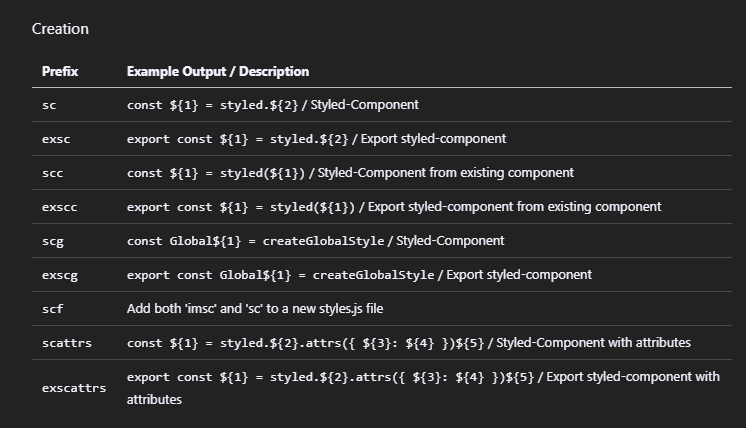 Creation
Prefix Example Output / Description
sc const ${1} = styled.${2} / Styled-Component
exsc export const ${1} = styled.${2} / Export styled-component
scc const ${1} = styled(${1}) / Styled-Component from existing component
exscc export const ${1} = styled(${1}) / Export styled-component from existing component
scg const Global${1} = createGlobalStyle / Styled-Component
exscg export const Global${1} = createGlobalStyle / Export styled-component
scf Add both 'imsc' and 'sc' to a new styles.js file
scattrs const ${1} = styled.${2}.attrs({ ${3}: ${4} })${5} / Styled-Component with attributes
exscattrs export const ${1} = styled.${2}.attrs({ ${3}: ${4} })${5} / Export styled-component with
attributes